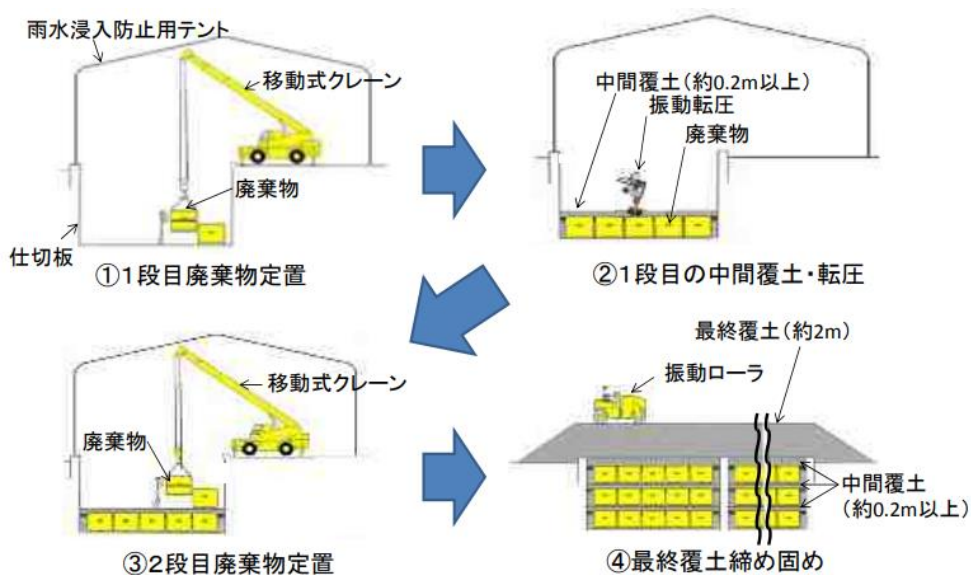 雨水浸入防止用テント
移動式クレーン
廃棄物
仕切板
①1段目廃棄物定置
中間覆土(約0.2m以上)
振動転圧
廃棄物
②1段目の中間覆土・転圧
移動式クレーン
廃棄物
③2段目廃棄物定置
最終覆土(約2m)
振動ローラ
中間覆土
(約0.2m以上)
④最終覆土締め固め